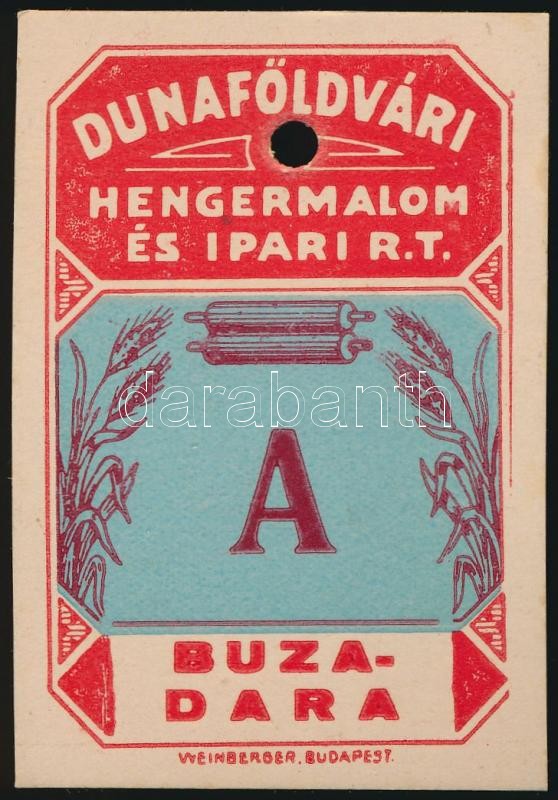 DUNAFÖLDVÁRI
HENGERMALOM
ÉS IPARI R.T.
darabanth
A
BUZA-
DARA
WEINBERGER, BUDAPEST.